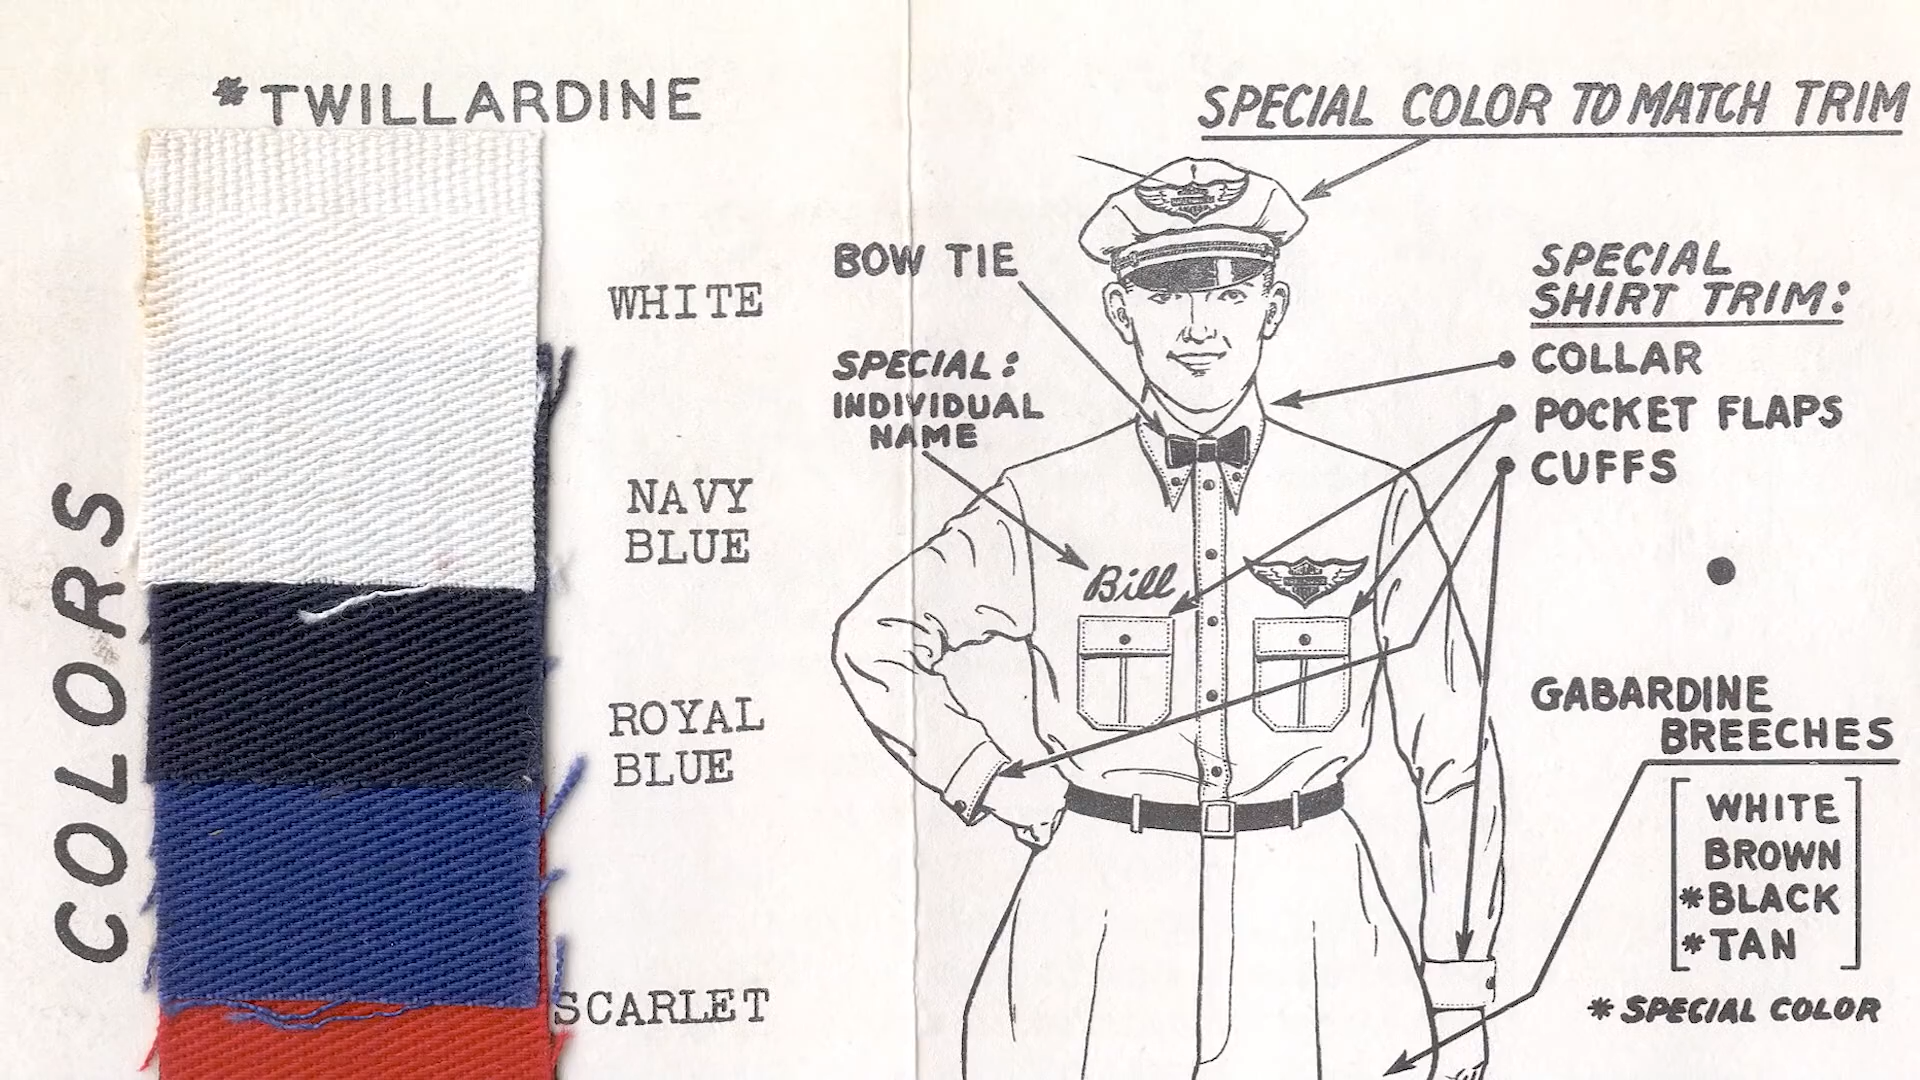 *TWILLARDINE
COLORS
WHITE
NAVY
BLUE
ROYAL
BLUE
SCARLET
SPECIAL COLOR TO MATCH TRIM
BOW TIE
SPECIAL:
INDIVIDUAL
NAME
Bill
SPECIAL
SHIRT TRIM:
COLLAR
POCKET FLAPS
CUFFS
GABARDINE
BREECHES
WHITE
BROWN
*BLACK
*TAN
*SPECIAL COLOR